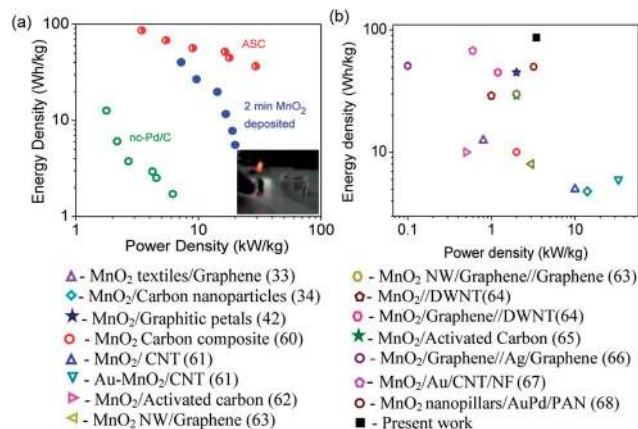 (a)
Energy Density (Wh/kg)
100
10
1
ASC
2 min MnO2
deposited
nc-Pd/C
1
10
100
Power Density (kW/kg)
(b)
Energy density (Wh/kg)
100
10
0.1
1
10
Power density (kW/kg)
- MnO2 textiles/Graphene (33)
- MnO2/Carbon nanoparticles (34)
- MnO2/Graphitic petals (42)
- MnO2 Carbon composite (60)
- MnO2/ CNT (61)
- Au-MnO2/CNT (61)
- MnO2/Activated carbon (62)
- MnO2 NW/Graphene (63)
- MnO2 NW/Graphene//Graphene (63)
- MnO2//DWNT(64)
- MnO2/Graphene//DWNT(64)
- MnO2/Activated Carbon (65)
- MnO2/Graphene//Ag/Graphene (66)
- MnO2/Au/CNT/NF (67)
- MnO2 nanopillars/AuPd/PAN (68)
- Present work